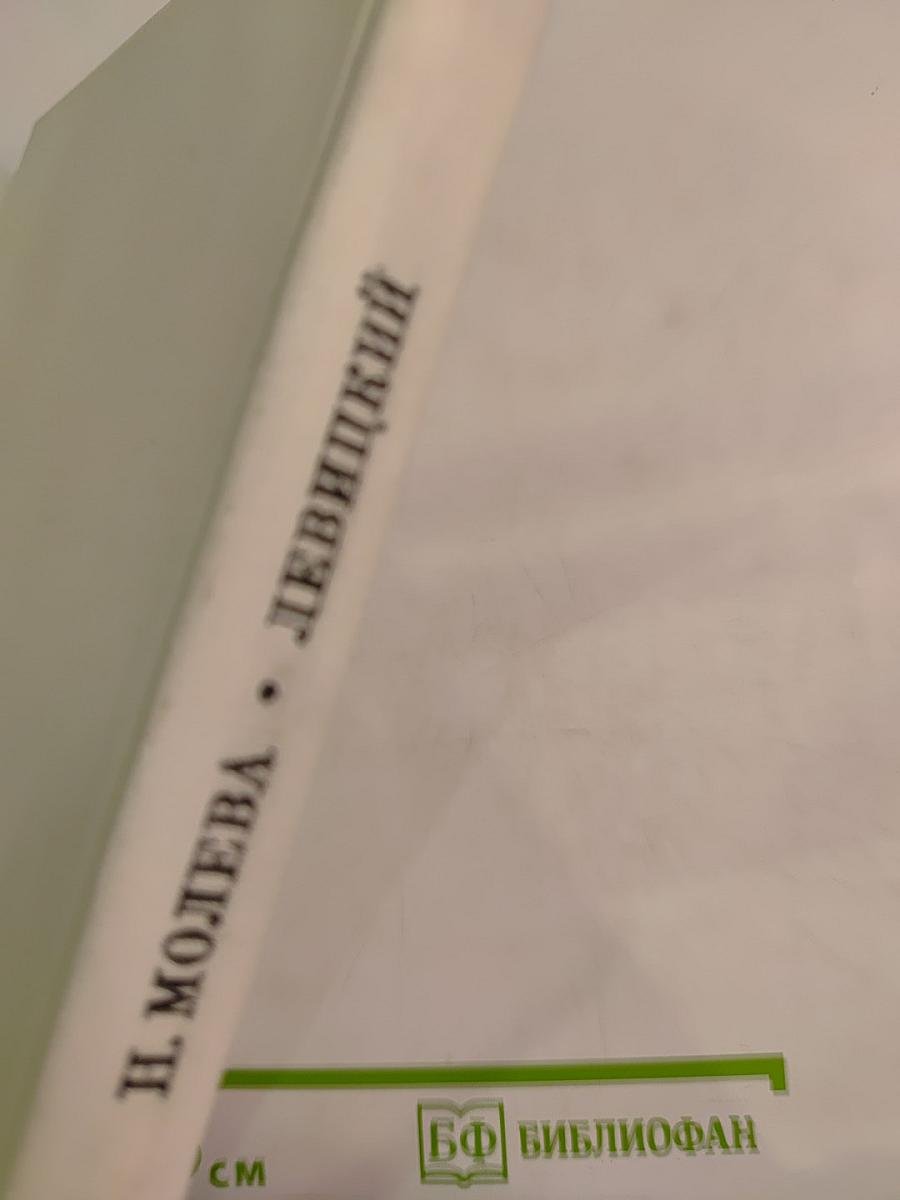 Н. МОЛЕВА • ЛЕВИЦКИЙ
см
БФ БИБЛИОФАН